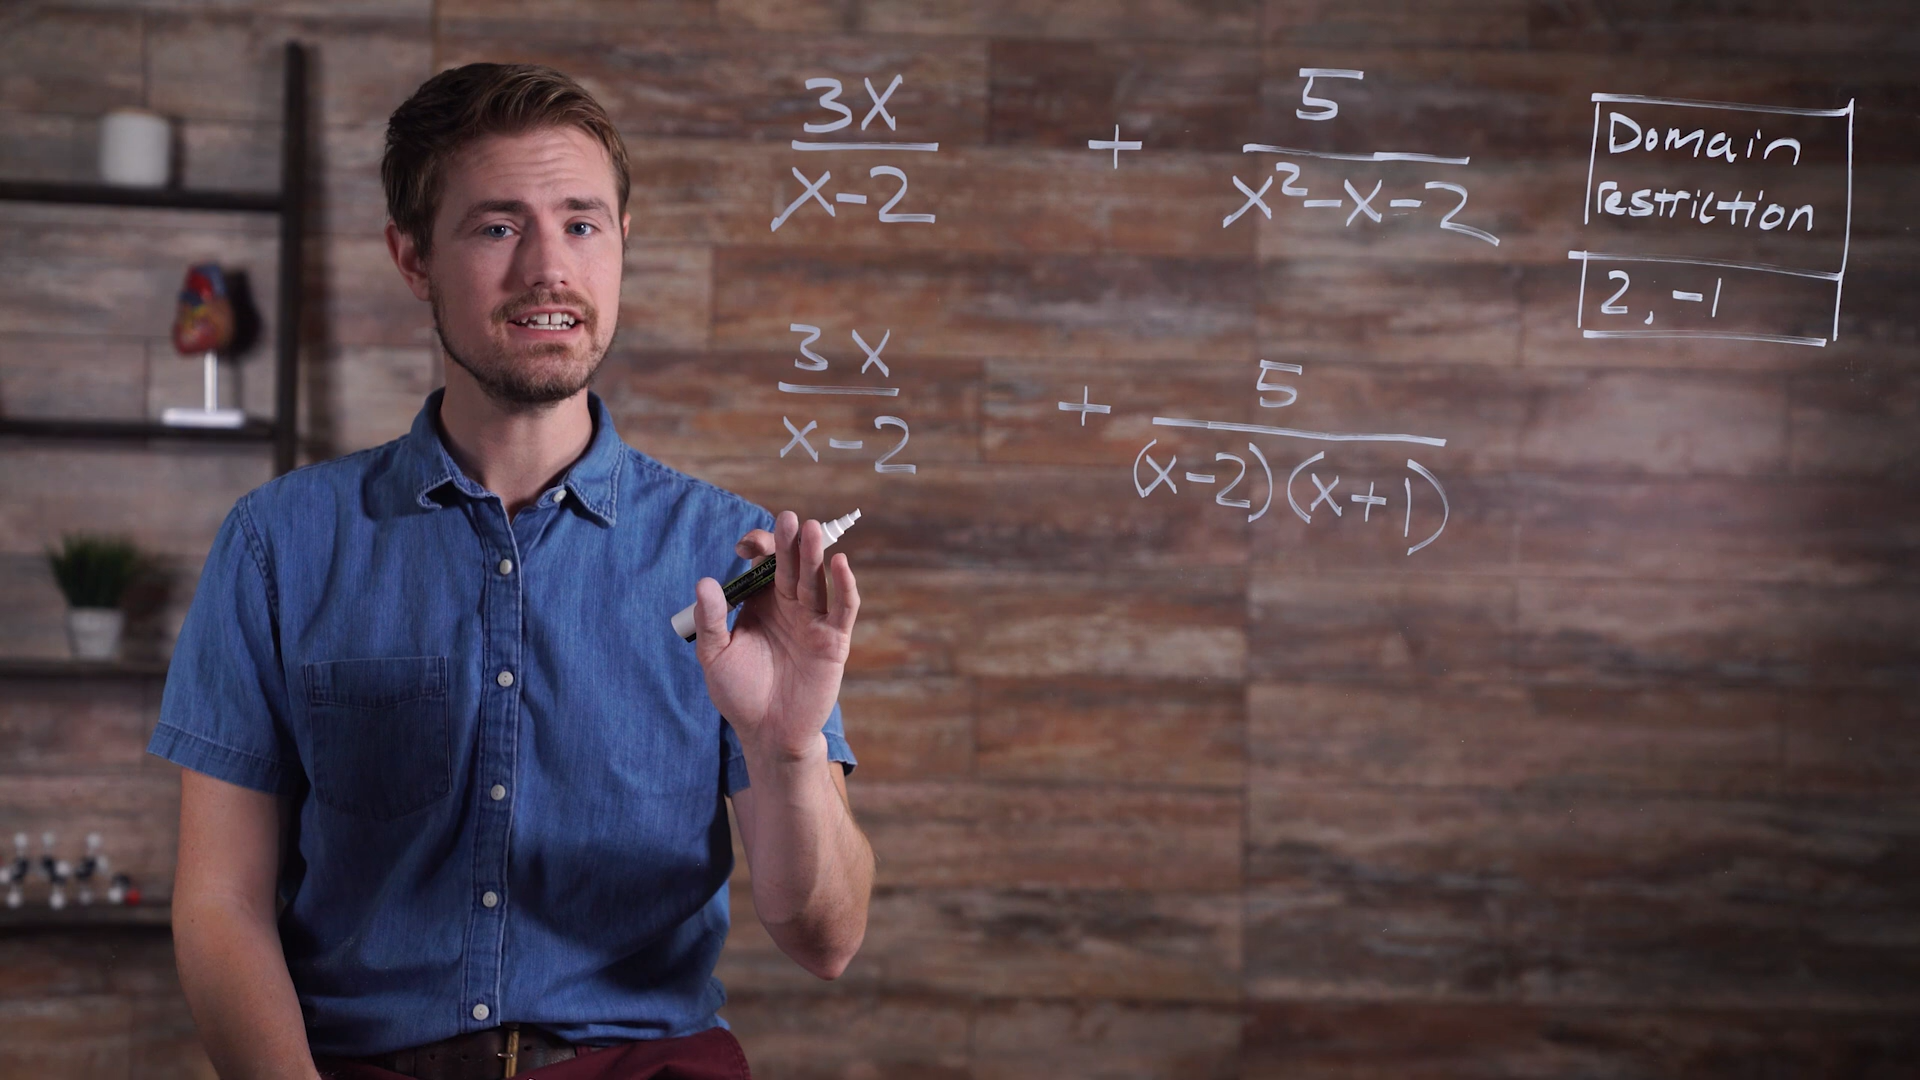 3x
x-2
+
5
x²-x-2
Domain
restriction
2, -1
3x
x-2
+
5
(x-2)(x+1)